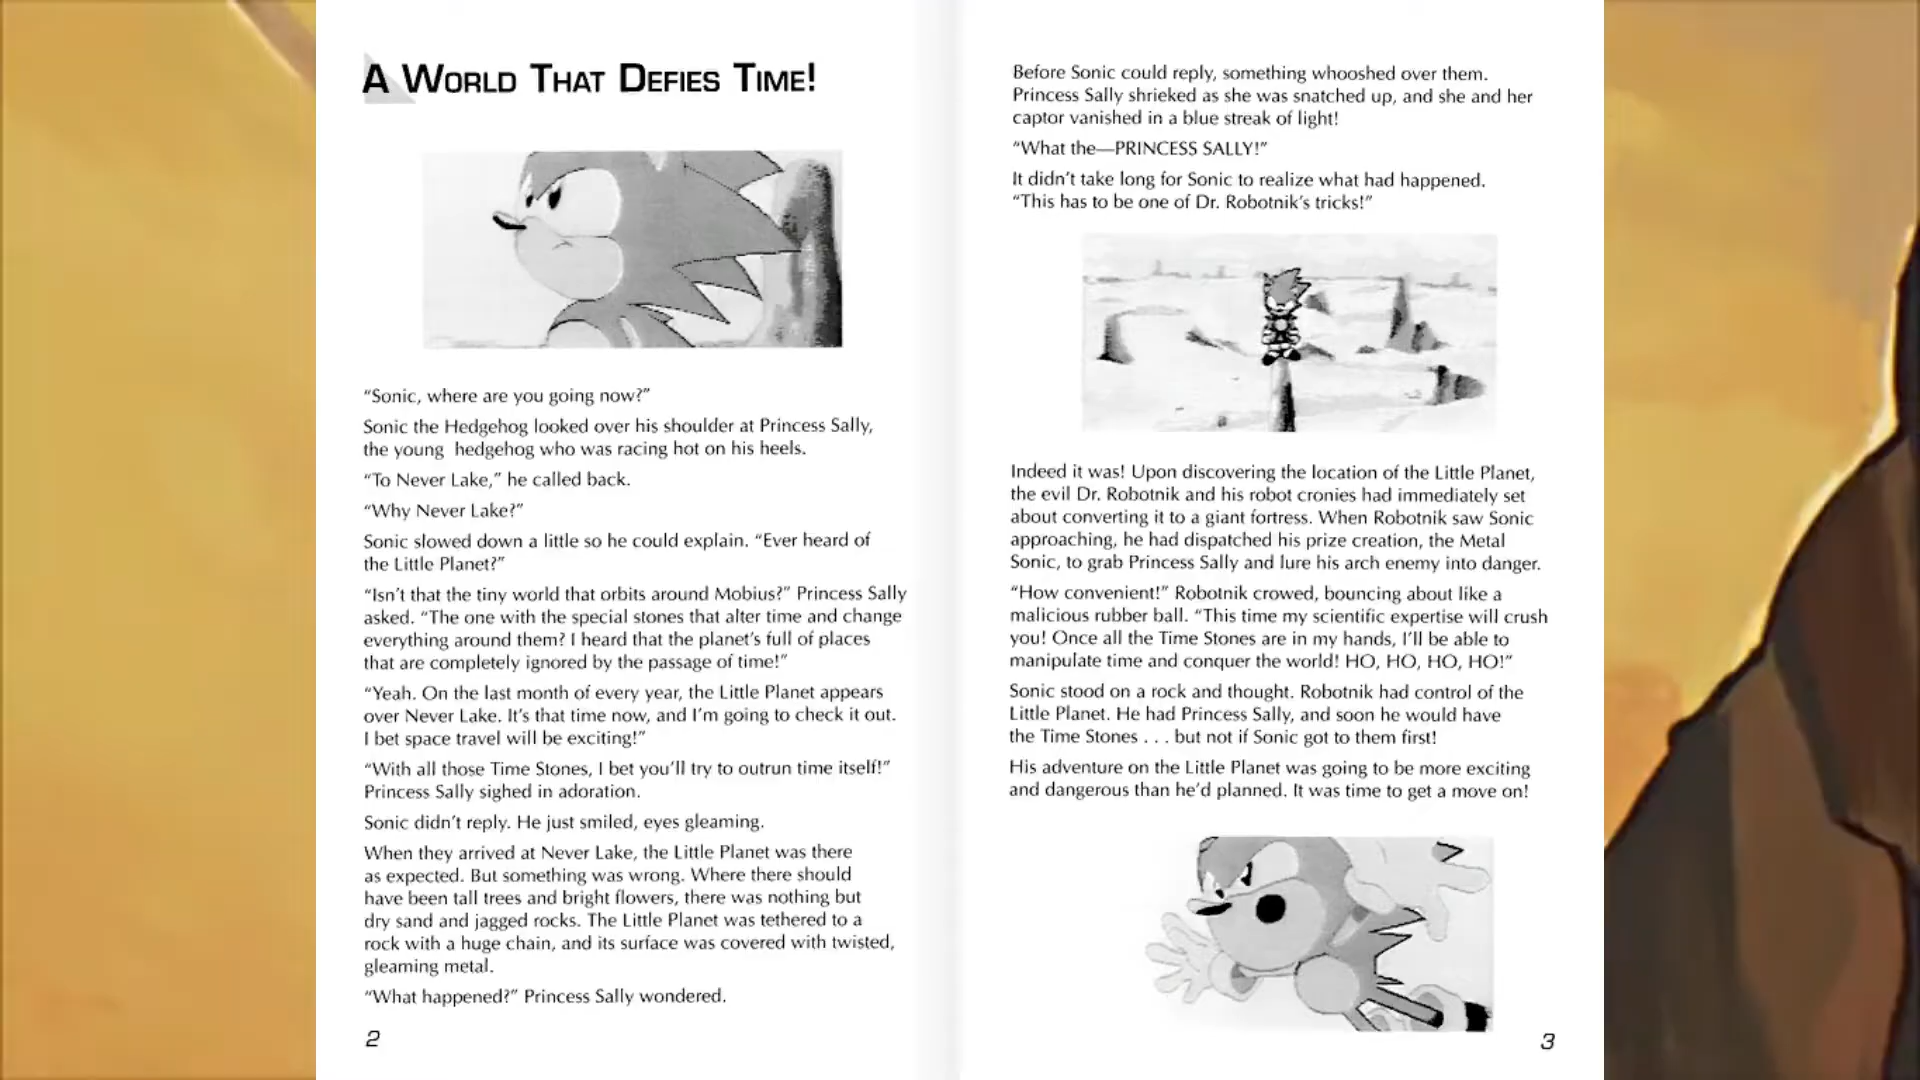 A WORLD THAT DEFIES TIME!
“Sonic, where are you going now?”
Sonic the Hedgehog looked over his shoulder at Princess Sally,
the young hedgehog who was racing hot on his heels.
“To Never Lake,” he called back.
“Why Never Lake?”
Sonic slowed down a little so he could explain. “Ever heard of
the Little Planet?”
“Isn’t that the tiny world that orbits around Mobius?” Princess Sally
asked. “The one with the special stones that alter time and change
everything around them? I heard that the planet’s full of places
that are completely ignored by the passage of time!”
“Yeah. On the last month of every year, the Little Planet appears
over Never Lake. It’s that time now, and I’m going to check it out.
I bet space travel will be exciting!”
“With all those Time Stones, I bet you’ll try to outrun time itself!”
Princess Sally sighed in adoration.
Sonic didn’t reply. He just smiled, eyes gleaming.
When they arrived at Never Lake, the Little Planet was there
as expected. But something was wrong. Where there should
have been tall trees and bright flowers, there was nothing but
dry sand and jagged rocks. The Little Planet was tethered to a
rock with a huge chain, and its surface was covered with twisted,
gleaming metal.
“What happened?” Princess Sally wondered.
2
Before Sonic could reply, something whooshed over them.
Princess Sally shrieked as she was snatched up, and she and her
captor vanished in a blue streak of light!
“What the—PRINCESS SALLY!”
It didn’t take long for Sonic to realize what had happened.
“This has to be one of Dr. Robotnik’s tricks!”
Indeed it was! Upon discovering the location of the Little Planet,
the evil Dr. Robotnik and his robot cronies had immediately set
about converting it to a giant fortress. When Robotnik saw Sonic
approaching, he had dispatched his prize creation, the Metal
Sonic, to grab Princess Sally and lure his arch enemy into danger.
“How convenient!” Robotnik crowed, bouncing about like a
malicious rubber ball. “This time my scientific expertise will crush
you! Once all the Time Stones are in my hands, I’ll be able to
manipulate time and conquer the world! HO, HO, HO, HO!”
Sonic stood on a rock and thought. Robotnik had control of the
Little Planet. He had Princess Sally, and soon he would have
the Time Stones . . . but not if Sonic got to them first!
His adventure on the Little Planet was going to be more exciting
and dangerous than he’d planned. It was time to get a move on!
3